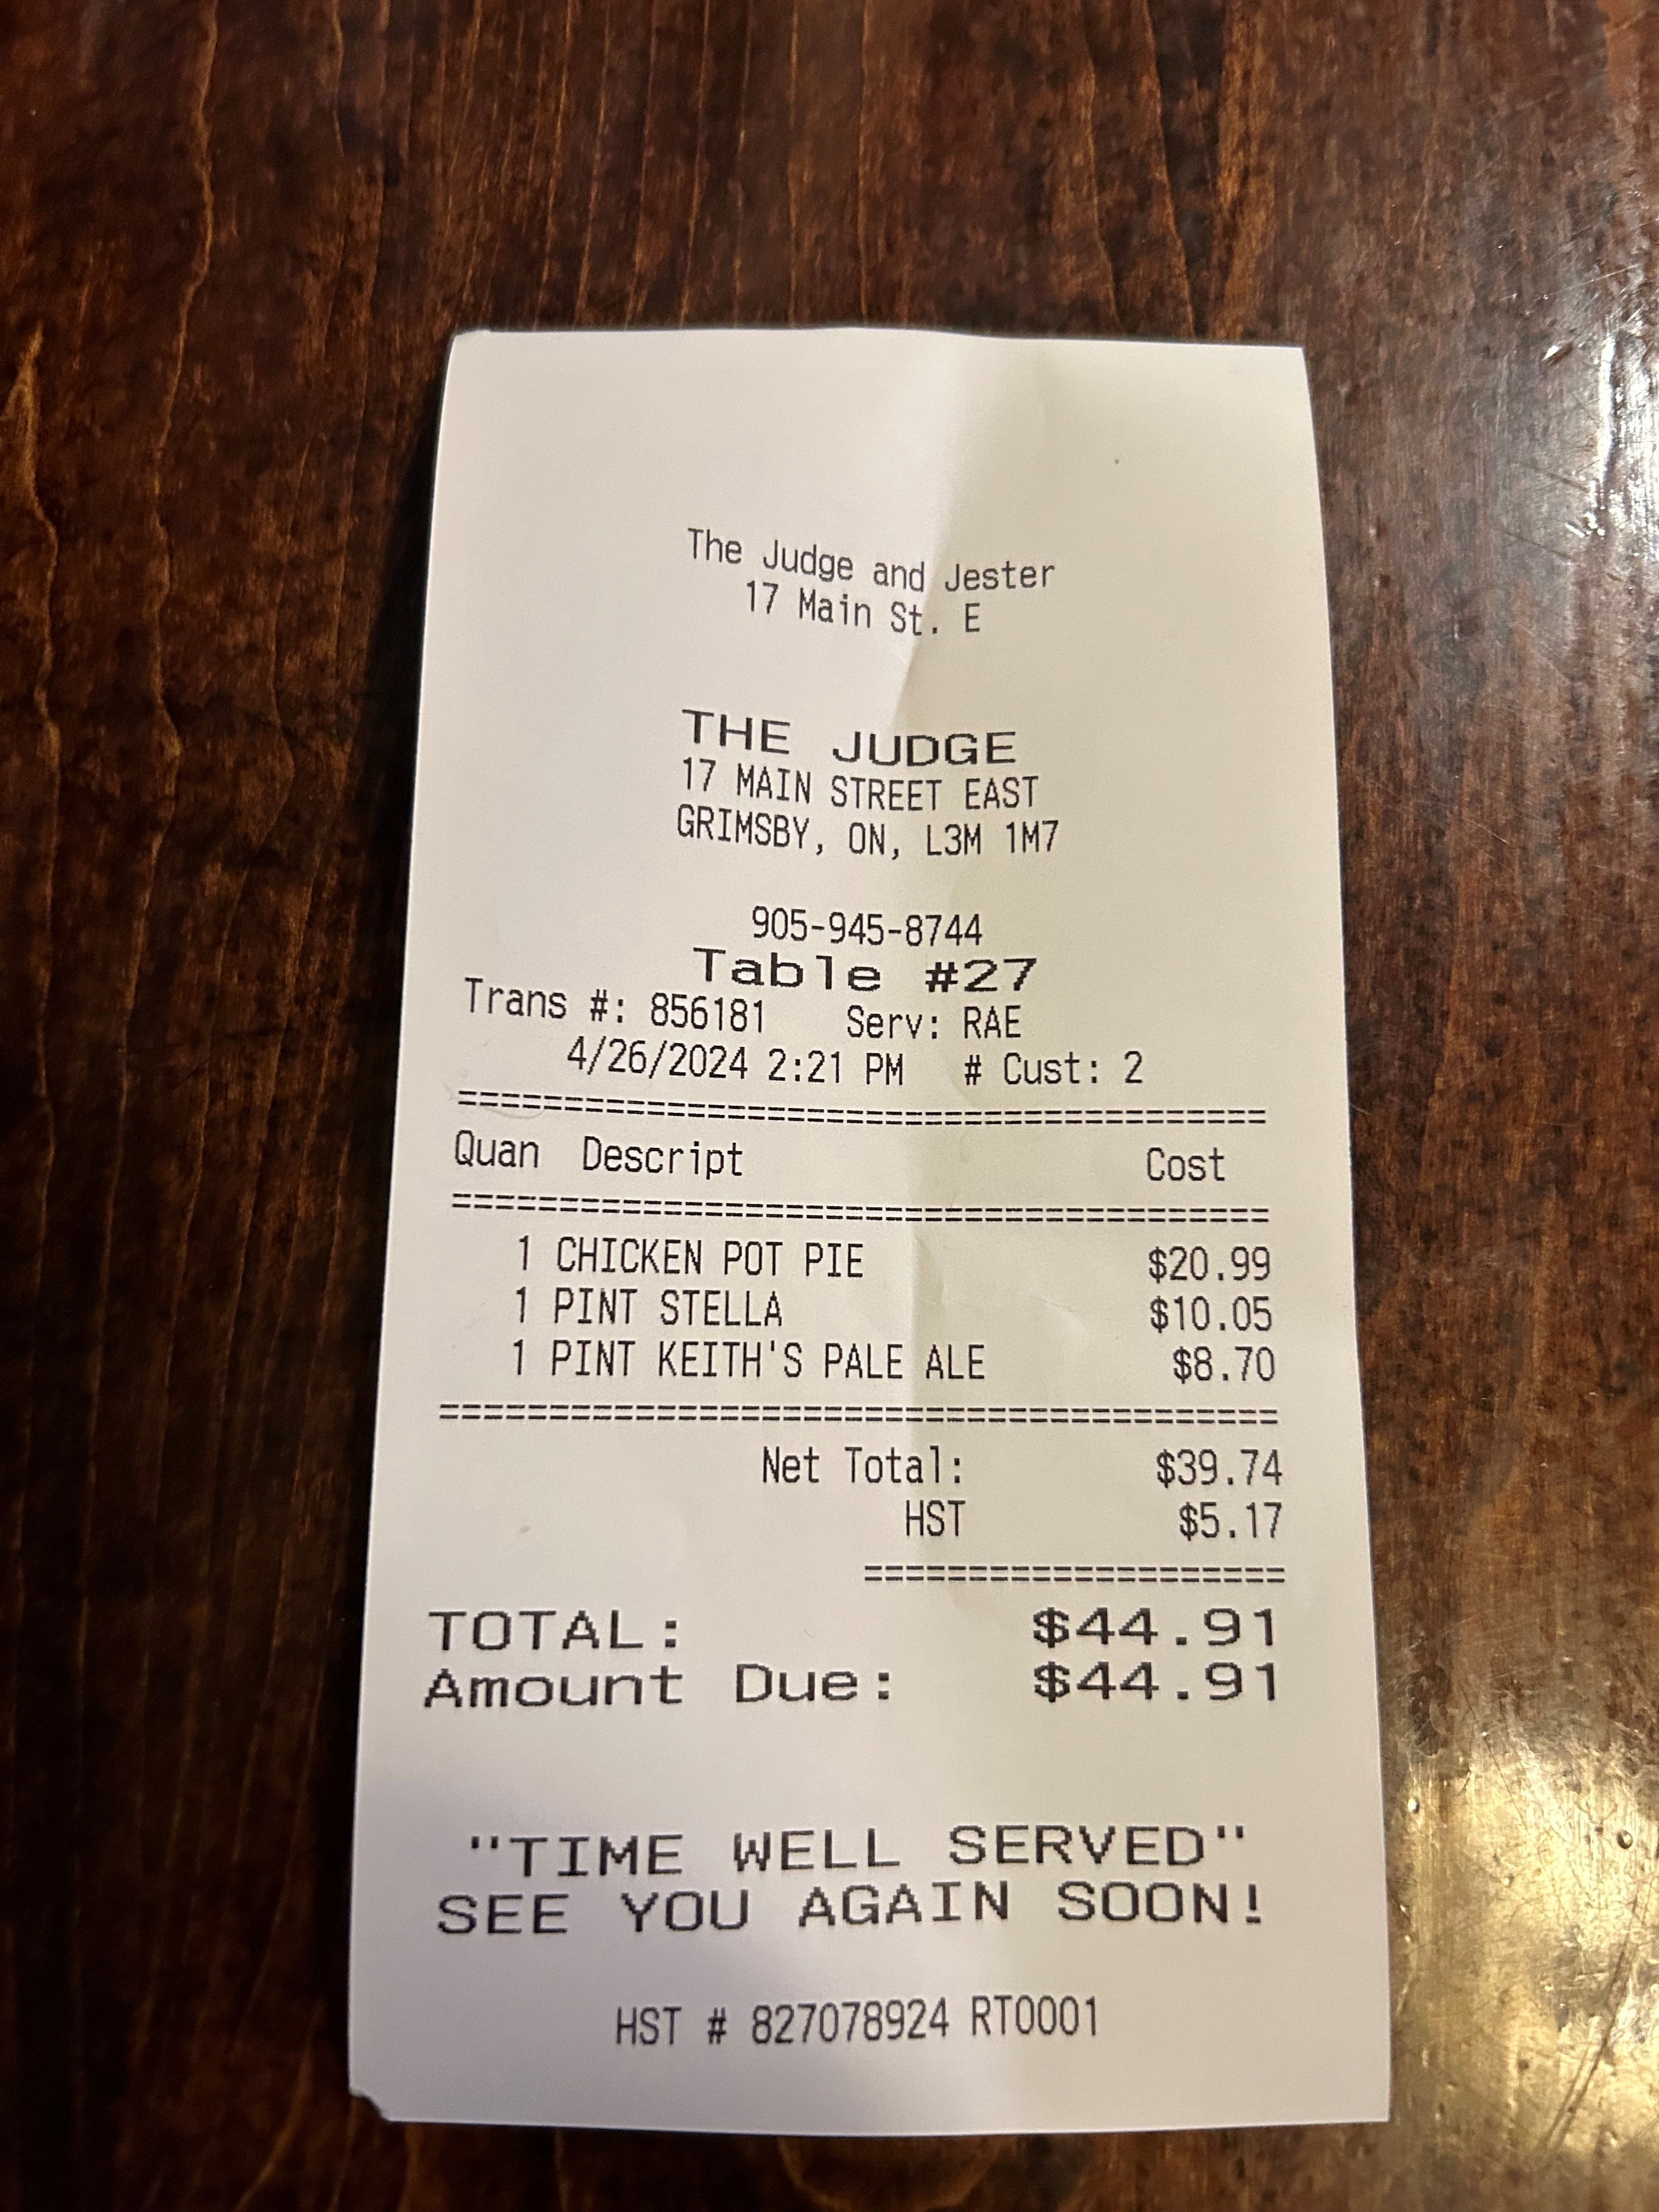 The Judge and Jester
17 Main St. E
THE JUDGE
17 MAIN STREET EAST
GRIMSBY, ON, L3M 1M7
905-945-8744
Table #27
Trans #: 856181 Serv: RAE
4/26/2024 2:21 PM # Cust: 2
========================================
Quan Descript Cost
========================================
1 CHICKEN POT PIE $20.99
1 PINT STELLA $10.05
1 PINT KEITH'S PALE ALE $8.70
========================================
Net Total: $39.74
HST $5.17
====================
TOTAL: $44.91
Amount Due: $44.91
"TIME WELL SERVED"
SEE YOU AGAIN SOON!
HST # 827078924 RT0001